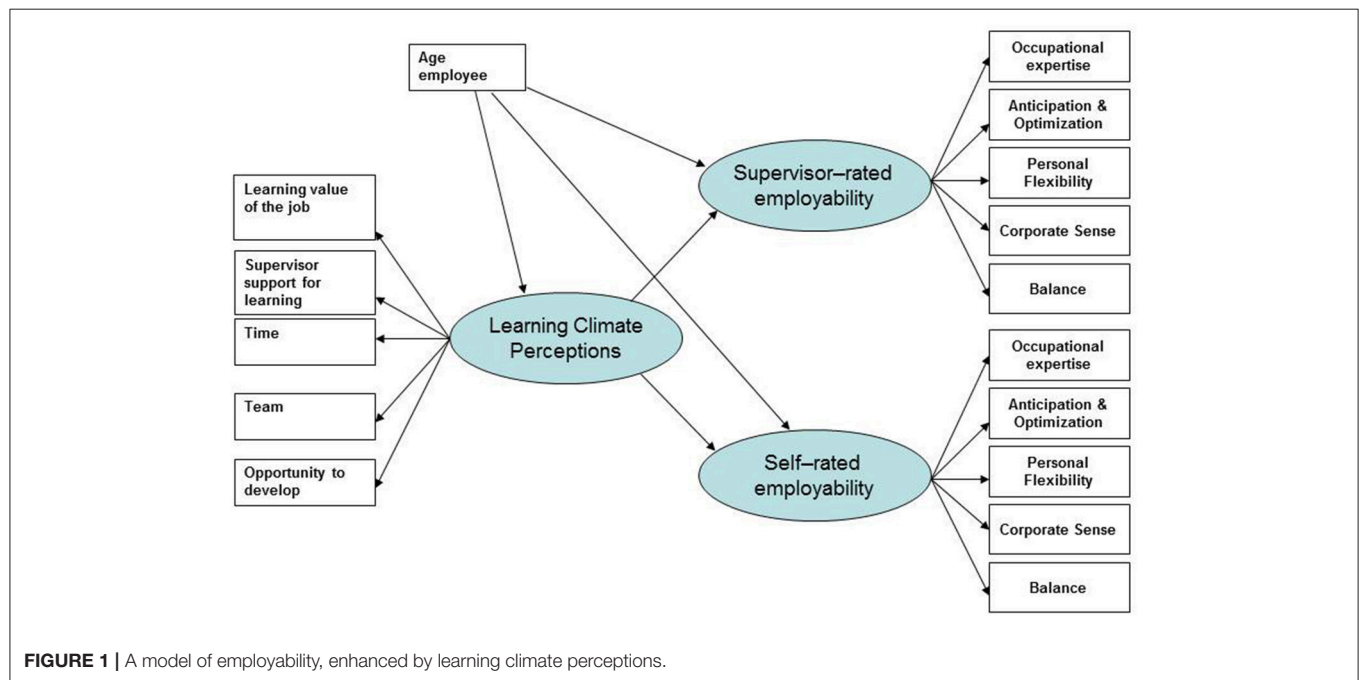 Age
employee
Learning value
of the job
Supervisor
support for
learning
Time
Team
Opportunity to
develop
Learning Climate
Perceptions
Supervisor–rated
employability
Self–rated
employability
Occupational
expertise
Anticipation &
Optimization
Personal
Flexibility
Corporate Sense
Balance
Occupational
expertise
Anticipation &
Optimization
Personal
Flexibility
Corporate Sense
Balance
FIGURE 1 | A model of employability, enhanced by learning climate perceptions.